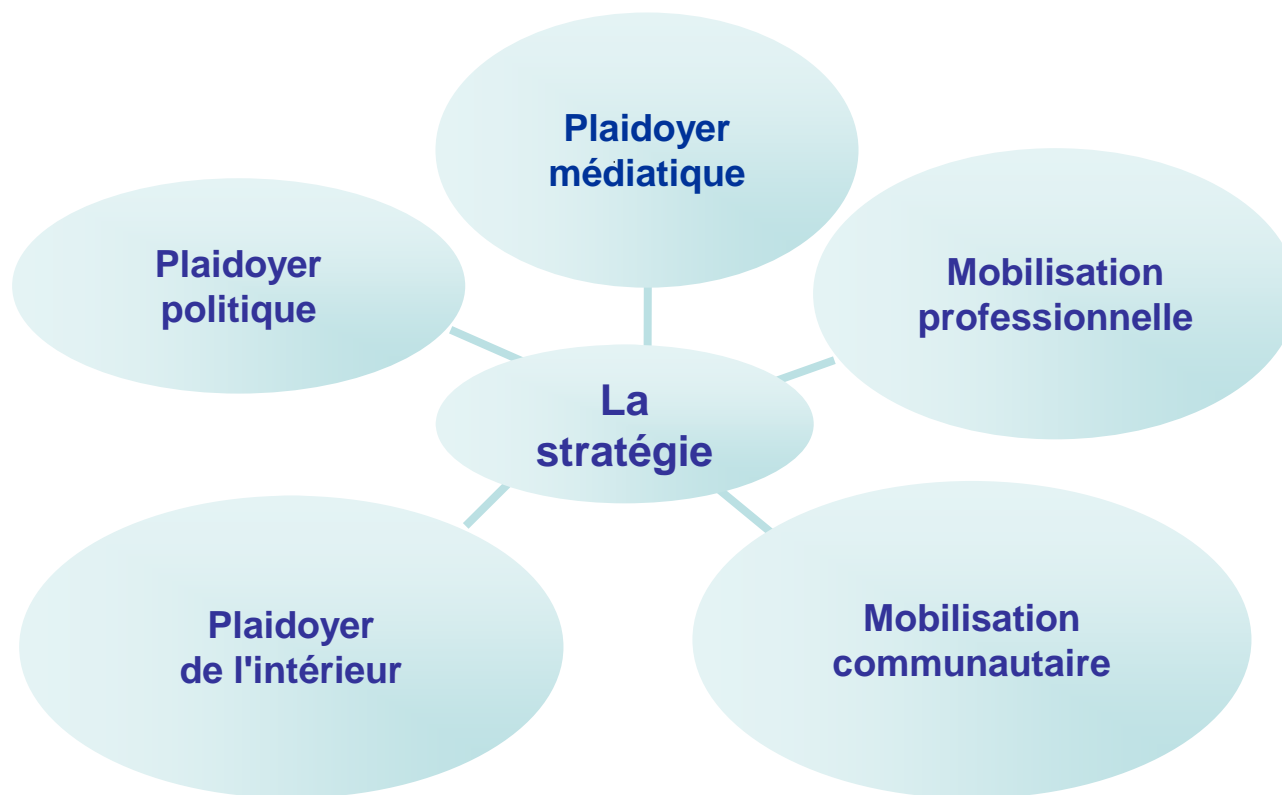 Plaidoyer
médiatique
Plaidoyer
politique
Mobilisation
professionnelle
La
stratégie
Plaidoyer
de l'intérieur
Mobilisation
communautaire